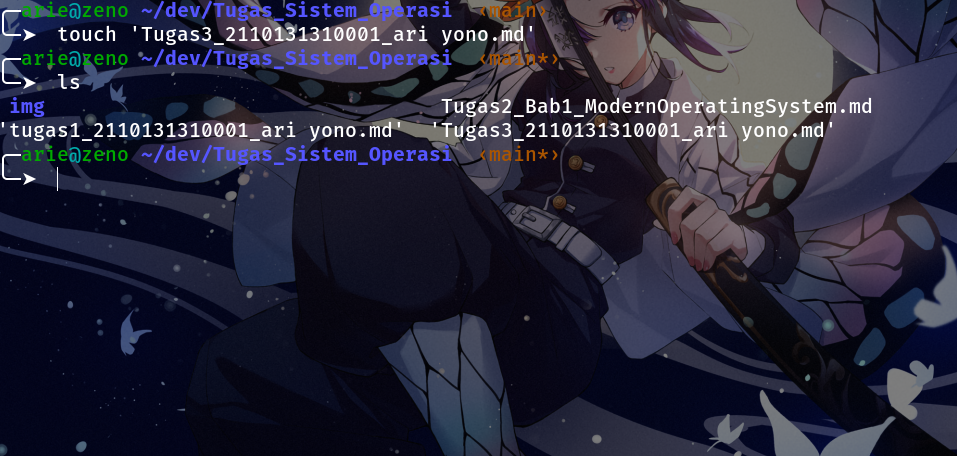 arie@zeno ~/dev/Tugas_Sistem_Operasi ‹main›
➤ touch 'Tugas3_2110131310001_ari yono.md'
arie@zeno ~/dev/Tugas_Sistem_Operasi ‹main*›
➤ ls
img Tugas2_Bab1_ModernOperatingSystem.md
'tugas1_2110131310001_ari yono.md' 'Tugas3_2110131310001_ari yono.md'
arie@zeno ~/dev/Tugas_Sistem_Operasi ‹main*›
➤